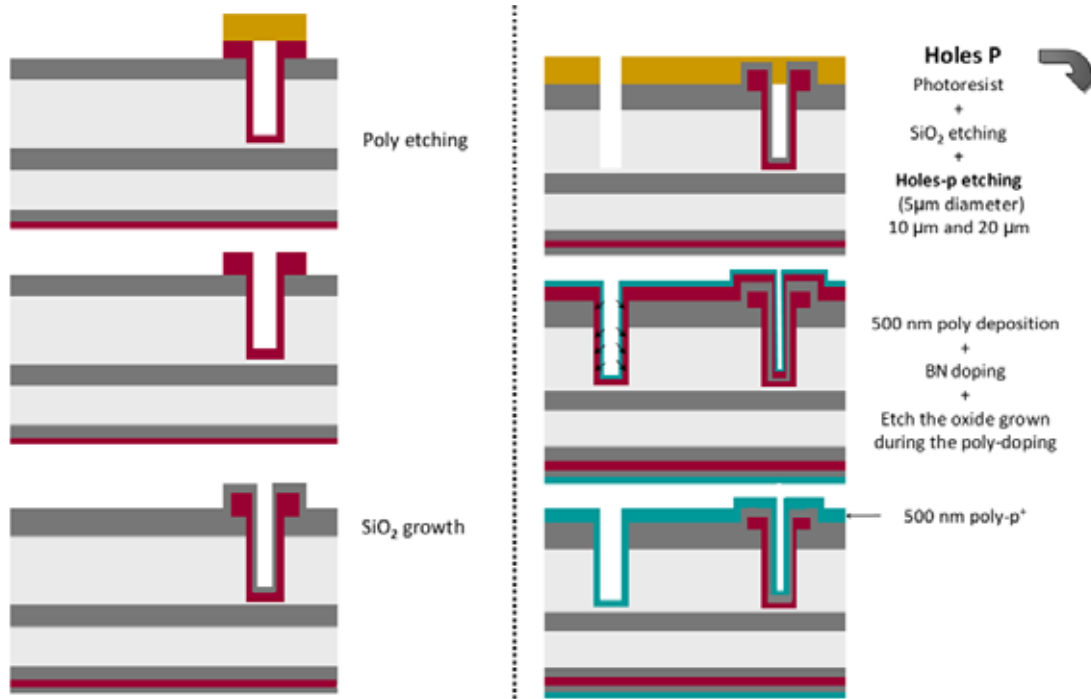 Poly etching
SiO₂ growth
Holes P
Photoresist
+
SiO₂ etching
+
Holes-p etching
(5µm diameter)
10 µm and 20 µm
500 nm poly deposition
+
BN doping
+
Etch the oxide grown
during the poly-doping
500 nm poly-p⁺